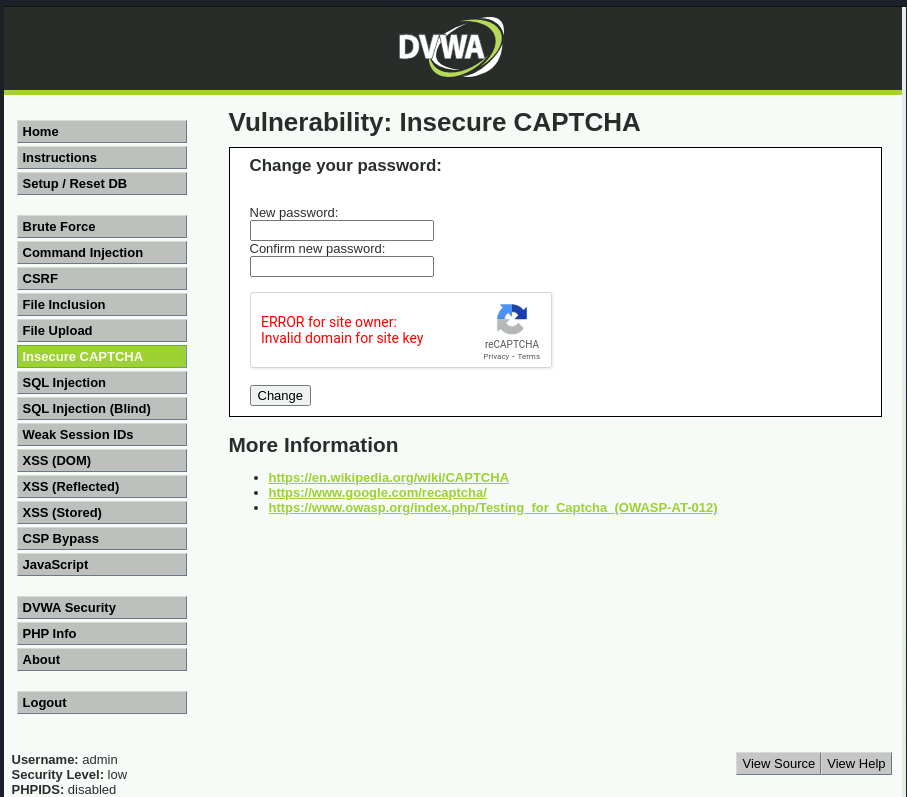 DVWA
Vulnerability: Insecure CAPTCHA
Home
Instructions
Setup / Reset DB
Brute Force
Command Injection
CSRF
File Inclusion
File Upload
Insecure CAPTCHA
SQL Injection
SQL Injection (Blind)
Weak Session IDs
XSS (DOM)
XSS (Reflected)
XSS (Stored)
CSP Bypass
JavaScript
DVWA Security
PHP Info
About
Logout
Change your password:
New password:
Confirm new password:
ERROR for site owner:
Invalid domain for site key
reCAPTCHA
Privacy - Terms
Change
More Information
https://en.wikipedia.org/wiki/CAPTCHA
https://www.google.com/recaptcha/
https://www.owasp.org/index.php/Testing_for_Captcha_(OWASP-AT-012)
Username: admin
Security Level: low
PHPIDS: disabled
View Source View Help